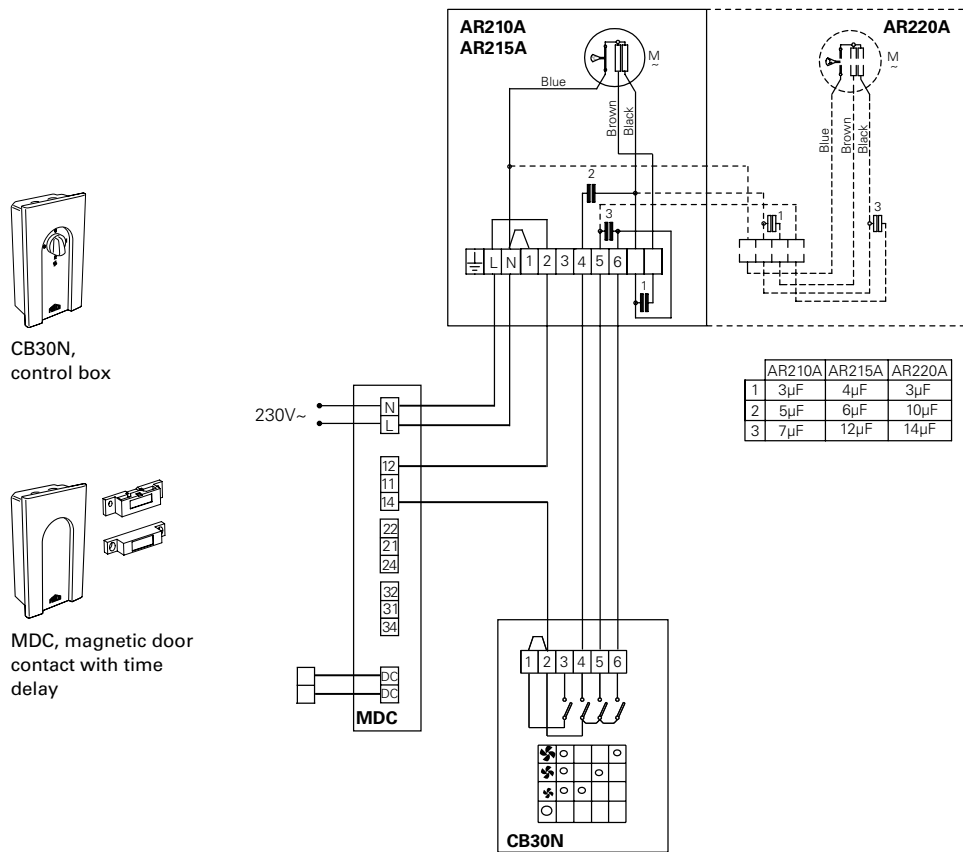 AR210A
AR215A
AR220A
M
~
M
~
Blue
Brown
Black
Blue
Brown
Black
2
3
1
3
1
L N 1 2 3 4 5 6
CB30N,
control box
AR210A AR215A AR220A
1 3µF 4µF 3µF
2 5µF 6µF 10µF
3 7µF 12µF 14µF
230V~
N
L
12
11
14
22
21
24
32
31
34
DC
DC
MDC
MDC, magnetic door
contact with time
delay
1 2 3 4 5 6
CB30N